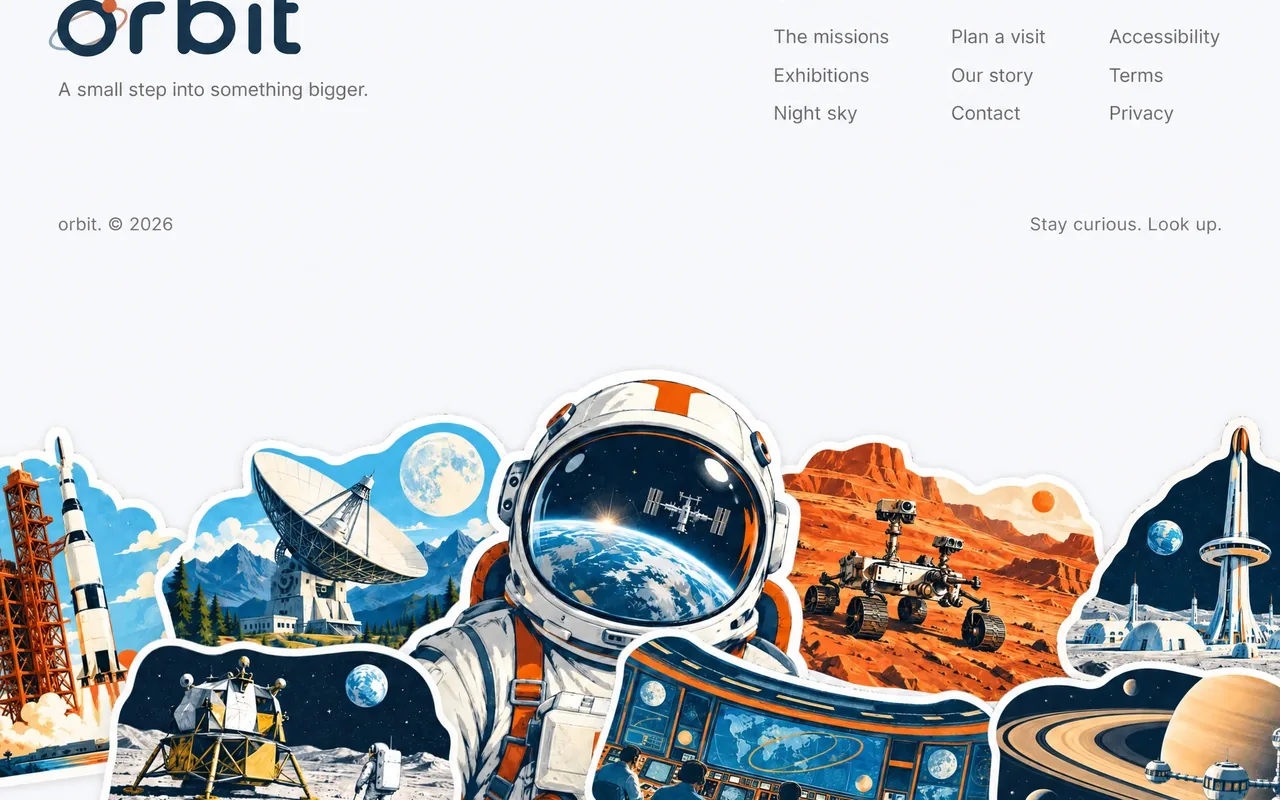 orbit
A small step into something bigger.
The missions
Exhibitions
Night sky
Plan a visit
Our story
Contact
Accessibility
Terms
Privacy
orbit. © 2026
Stay curious. Look up.